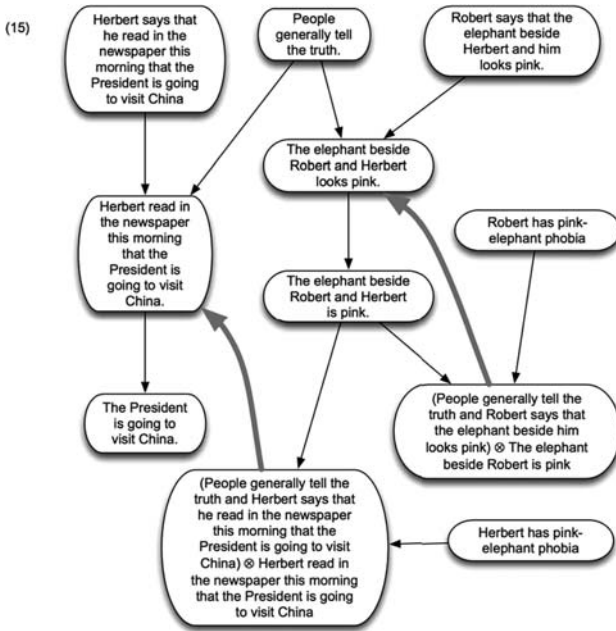 (15)
Herbert says that
he read in the
newspaper this
morning that the
President is going
to visit China
People
generally tell
the truth.
Robert says that the
elephant beside
Herbert and him
looks pink.
The elephant beside
Robert and Herbert
looks pink.
Herbert read in
the newspaper
this morning
that the
President is
going to visit
China.
Robert has pink-
elephant phobia
The elephant beside
Robert and Herbert
is pink.
The President
is going to
visit China.
(People generally tell the
truth and Robert says that
the elephant beside him
looks pink) ⊗ The elephant
beside Robert is pink
(People generally tell the
truth and Herbert says that
he read in the newspaper
this morning that the
President is going to visit
China) ⊗ Herbert read in
the newspaper this morning
that the President is going
to visit China
Herbert has pink-
elephant phobia